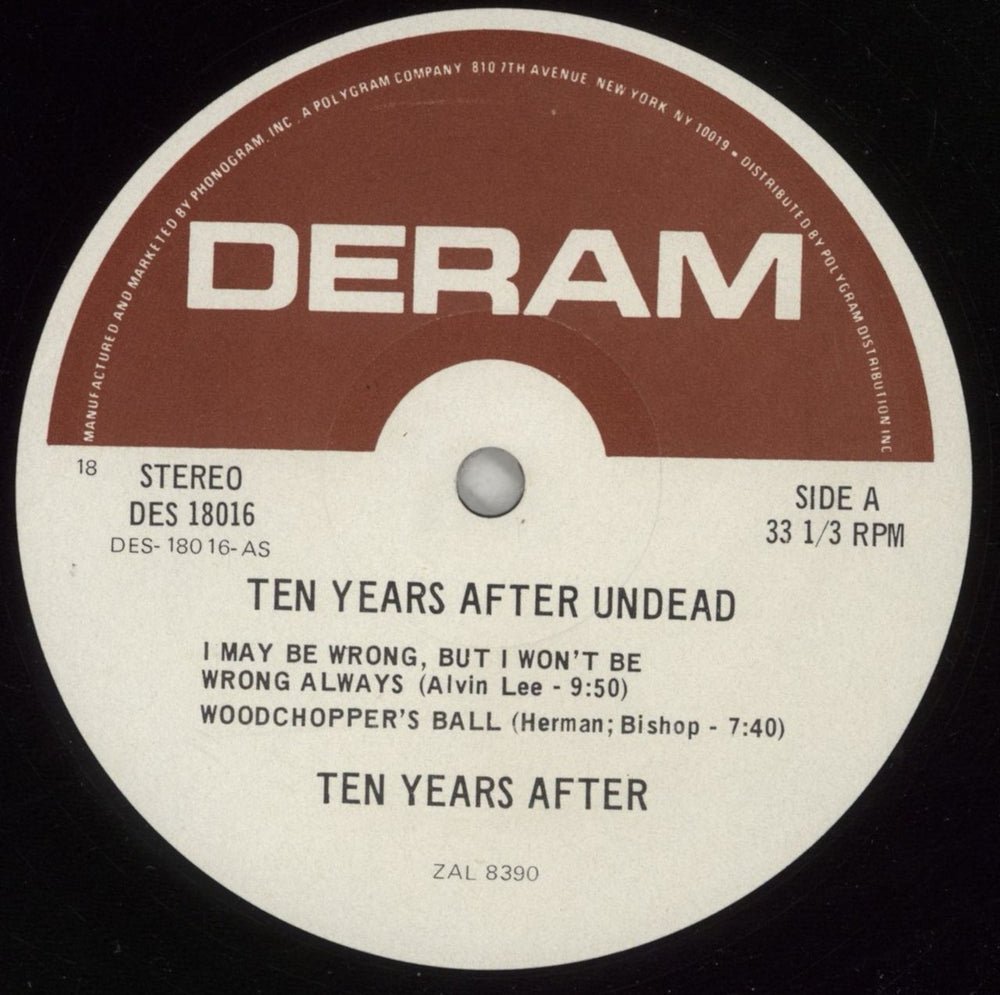 MANUFACTURED AND MARKETED BY PHONOGRAM, INC., A POLYGRAM COMPANY 810 7TH AVENUE NEW YORK NY 10019 • DISTRIBUTED BY POLYGRAM DISTRIBUTION INC
DERAM
18
STEREO
DES 18016
DES-18016-AS
SIDE A
33 1/3 RPM
TEN YEARS AFTER UNDEAD
I MAY BE WRONG, BUT I WON'T BE
WRONG ALWAYS (Alvin Lee - 9:50)
WOODCHOPPER'S BALL (Herman; Bishop - 7:40)
TEN YEARS AFTER
ZAL 8390